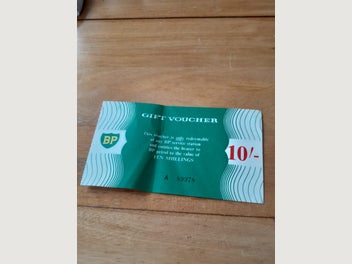 GIFT VOUCHER
This voucher is only redeemable
at any BP service station
and entitles the bearer to
BP petrol to the value of
TEN SHILLINGS
BP
10/-
A